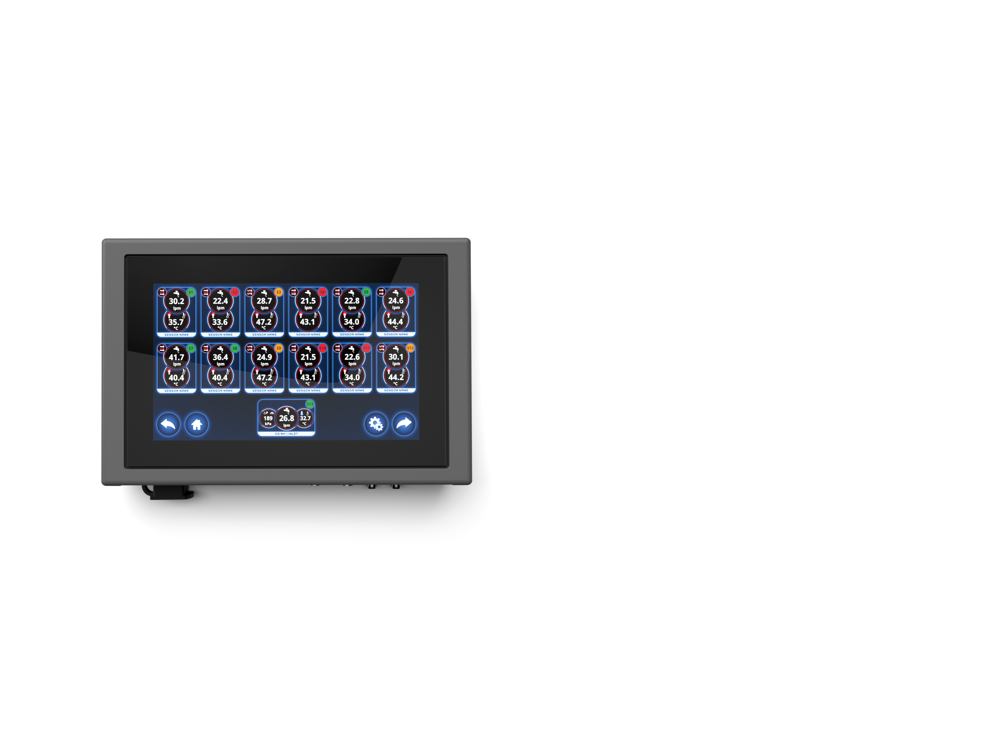 S1 S2 S3 S4 S5 S6
30.2 22.4 28.7 21.5 22.8 24.6
lpm lpm lpm lpm lpm lpm
35.7 33.6 47.2 43.1 34.0 44.4
°C °C °C °C °C
SENSOR NAME SENSOR NAME SENSOR NAME SENSOR NAME SENSOR NAME SENSOR NAME
S7 S8 S9 S10 S11 S12
41.7 36.4 24.9 21.5 22.6 30.1
lpm lpm lpm lpm lpm lpm
40.4 40.4 47.2 43.1 34.0 44.2
°C °C °C °C °C °C
SENSOR NAME SENSOR NAME SENSOR NAME SENSOR NAME SENSOR NAME SENSOR NAME
S13
△P
189 26.8 32.7
kPa lpm °C
OS MH | INLET